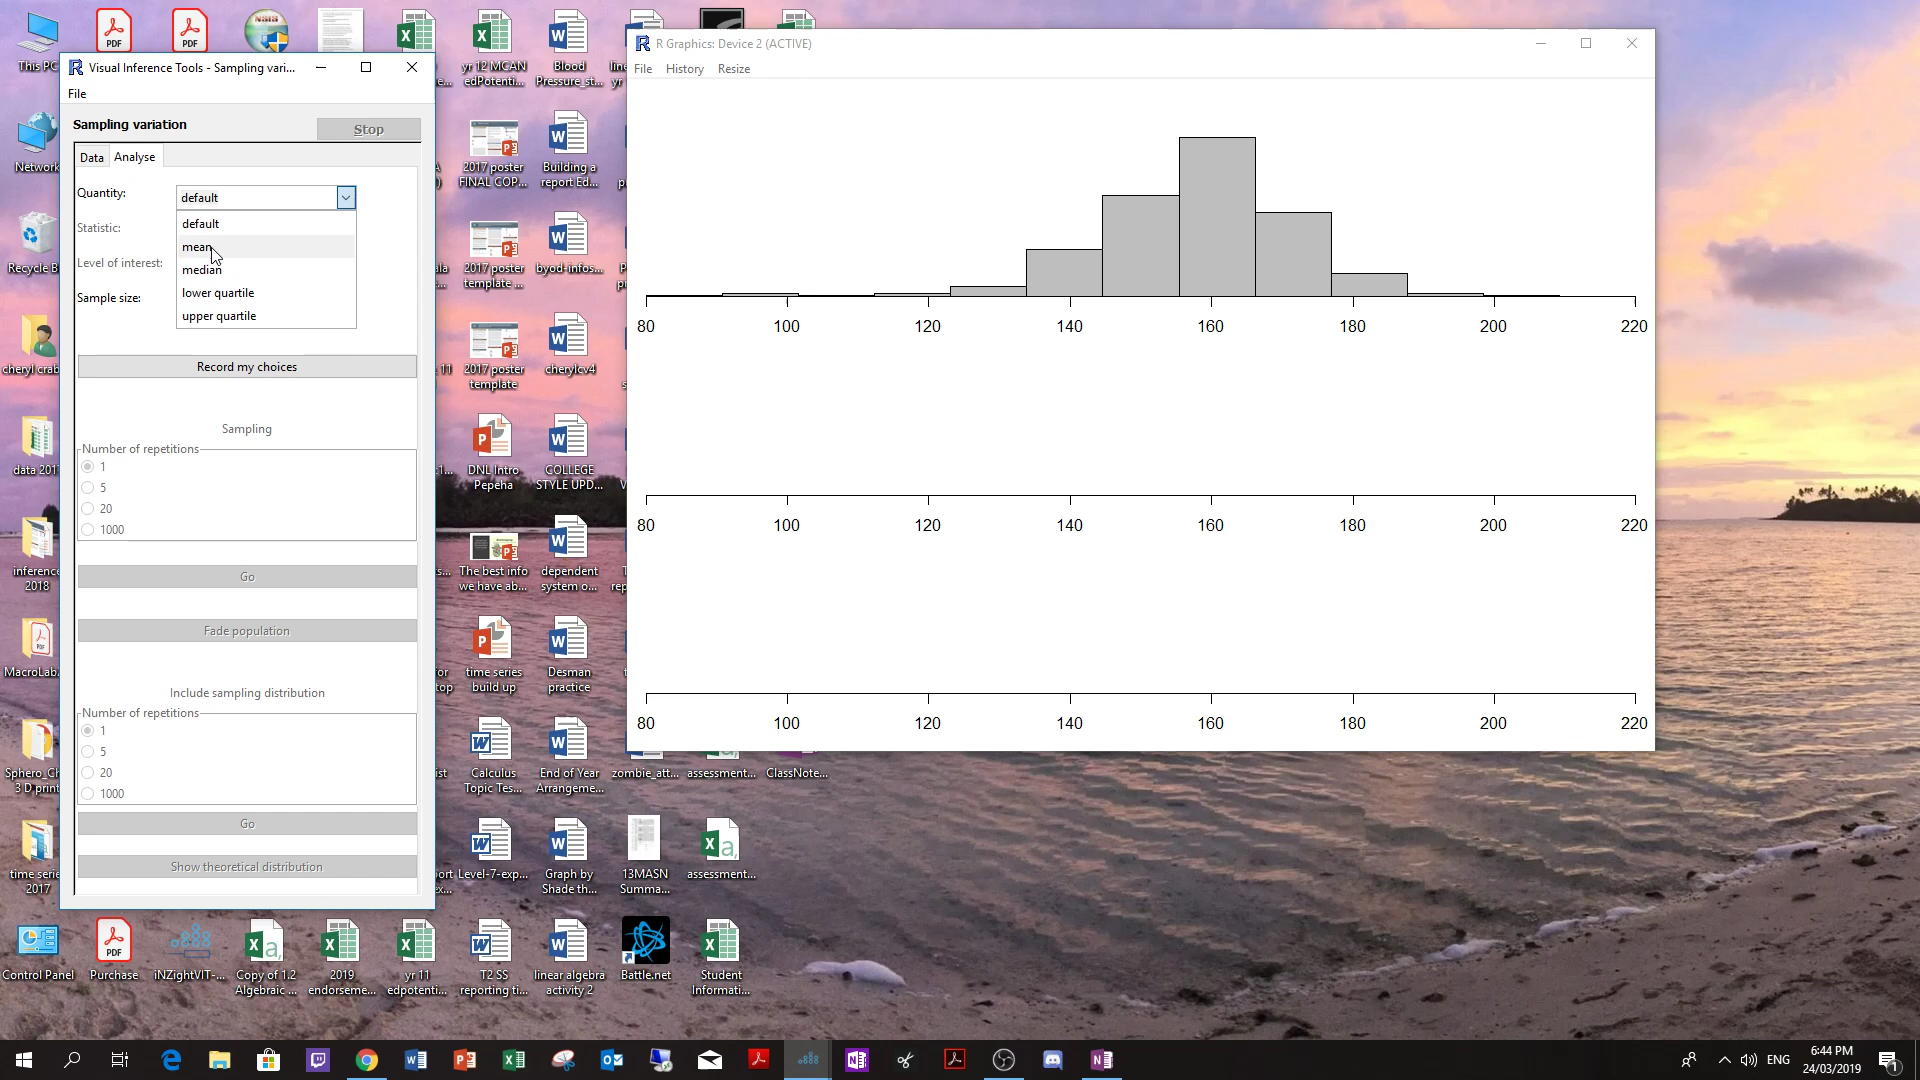 This PC
NaIS
yr 12 MCAN
edPotenti...
Blood
Pressure_st...
Visual Inference Tools - Sampling vari...
File
Sampling variation
Stop
Data
Analyse
Quantity:
default
default
mean
median
lower quartile
upper quartile
Statistic:
Level of interest:
Sample size:
Record my choices
Sampling
Number of repetitions
1
5
20
1000
Go
Fade population
Include sampling distribution
Number of repetitions
1
5
20
1000
Go
Show theoretical distribution
R Graphics: Device 2 (ACTIVE)
File History Resize
80 100 120 140 160 180 200 220
80 100 120 140 160 180 200 220
80 100 120 140 160 180 200 220
Network
Recycle B
cheryl crab
data 201
inference
2018
MacroLab
Sphero_Ch
3 D print
time serie
2017
2017 poster
FINAL COP...
Building a
report Ed...
2017 poster
template ...
byod-infos...
2017 poster
template
cherylcv4
DNL Intro
Pepeha
COLLEGE
STYLE UPD...
The best info
we have ab...
dependent
system o...
time series
build up
Desman
practice
Calculus
Topic Tes...
End of Year
Arrangeme...
zombie_att...
assessment...
ClassNote...
Level-7-exp...
Graph by
Shade th...
13MASN
Summa...
assessment...
Control Panel
Purchase
iNZightVIT-...
Copy of 1.2
Algebraic ...
2019
endorseme...
yr 11
edpotenti...
T2 SS
reporting ti...
linear algebra
activity 2
Battle.net
Student
Informati...
ENG
6:44 PM
24/03/2019
1